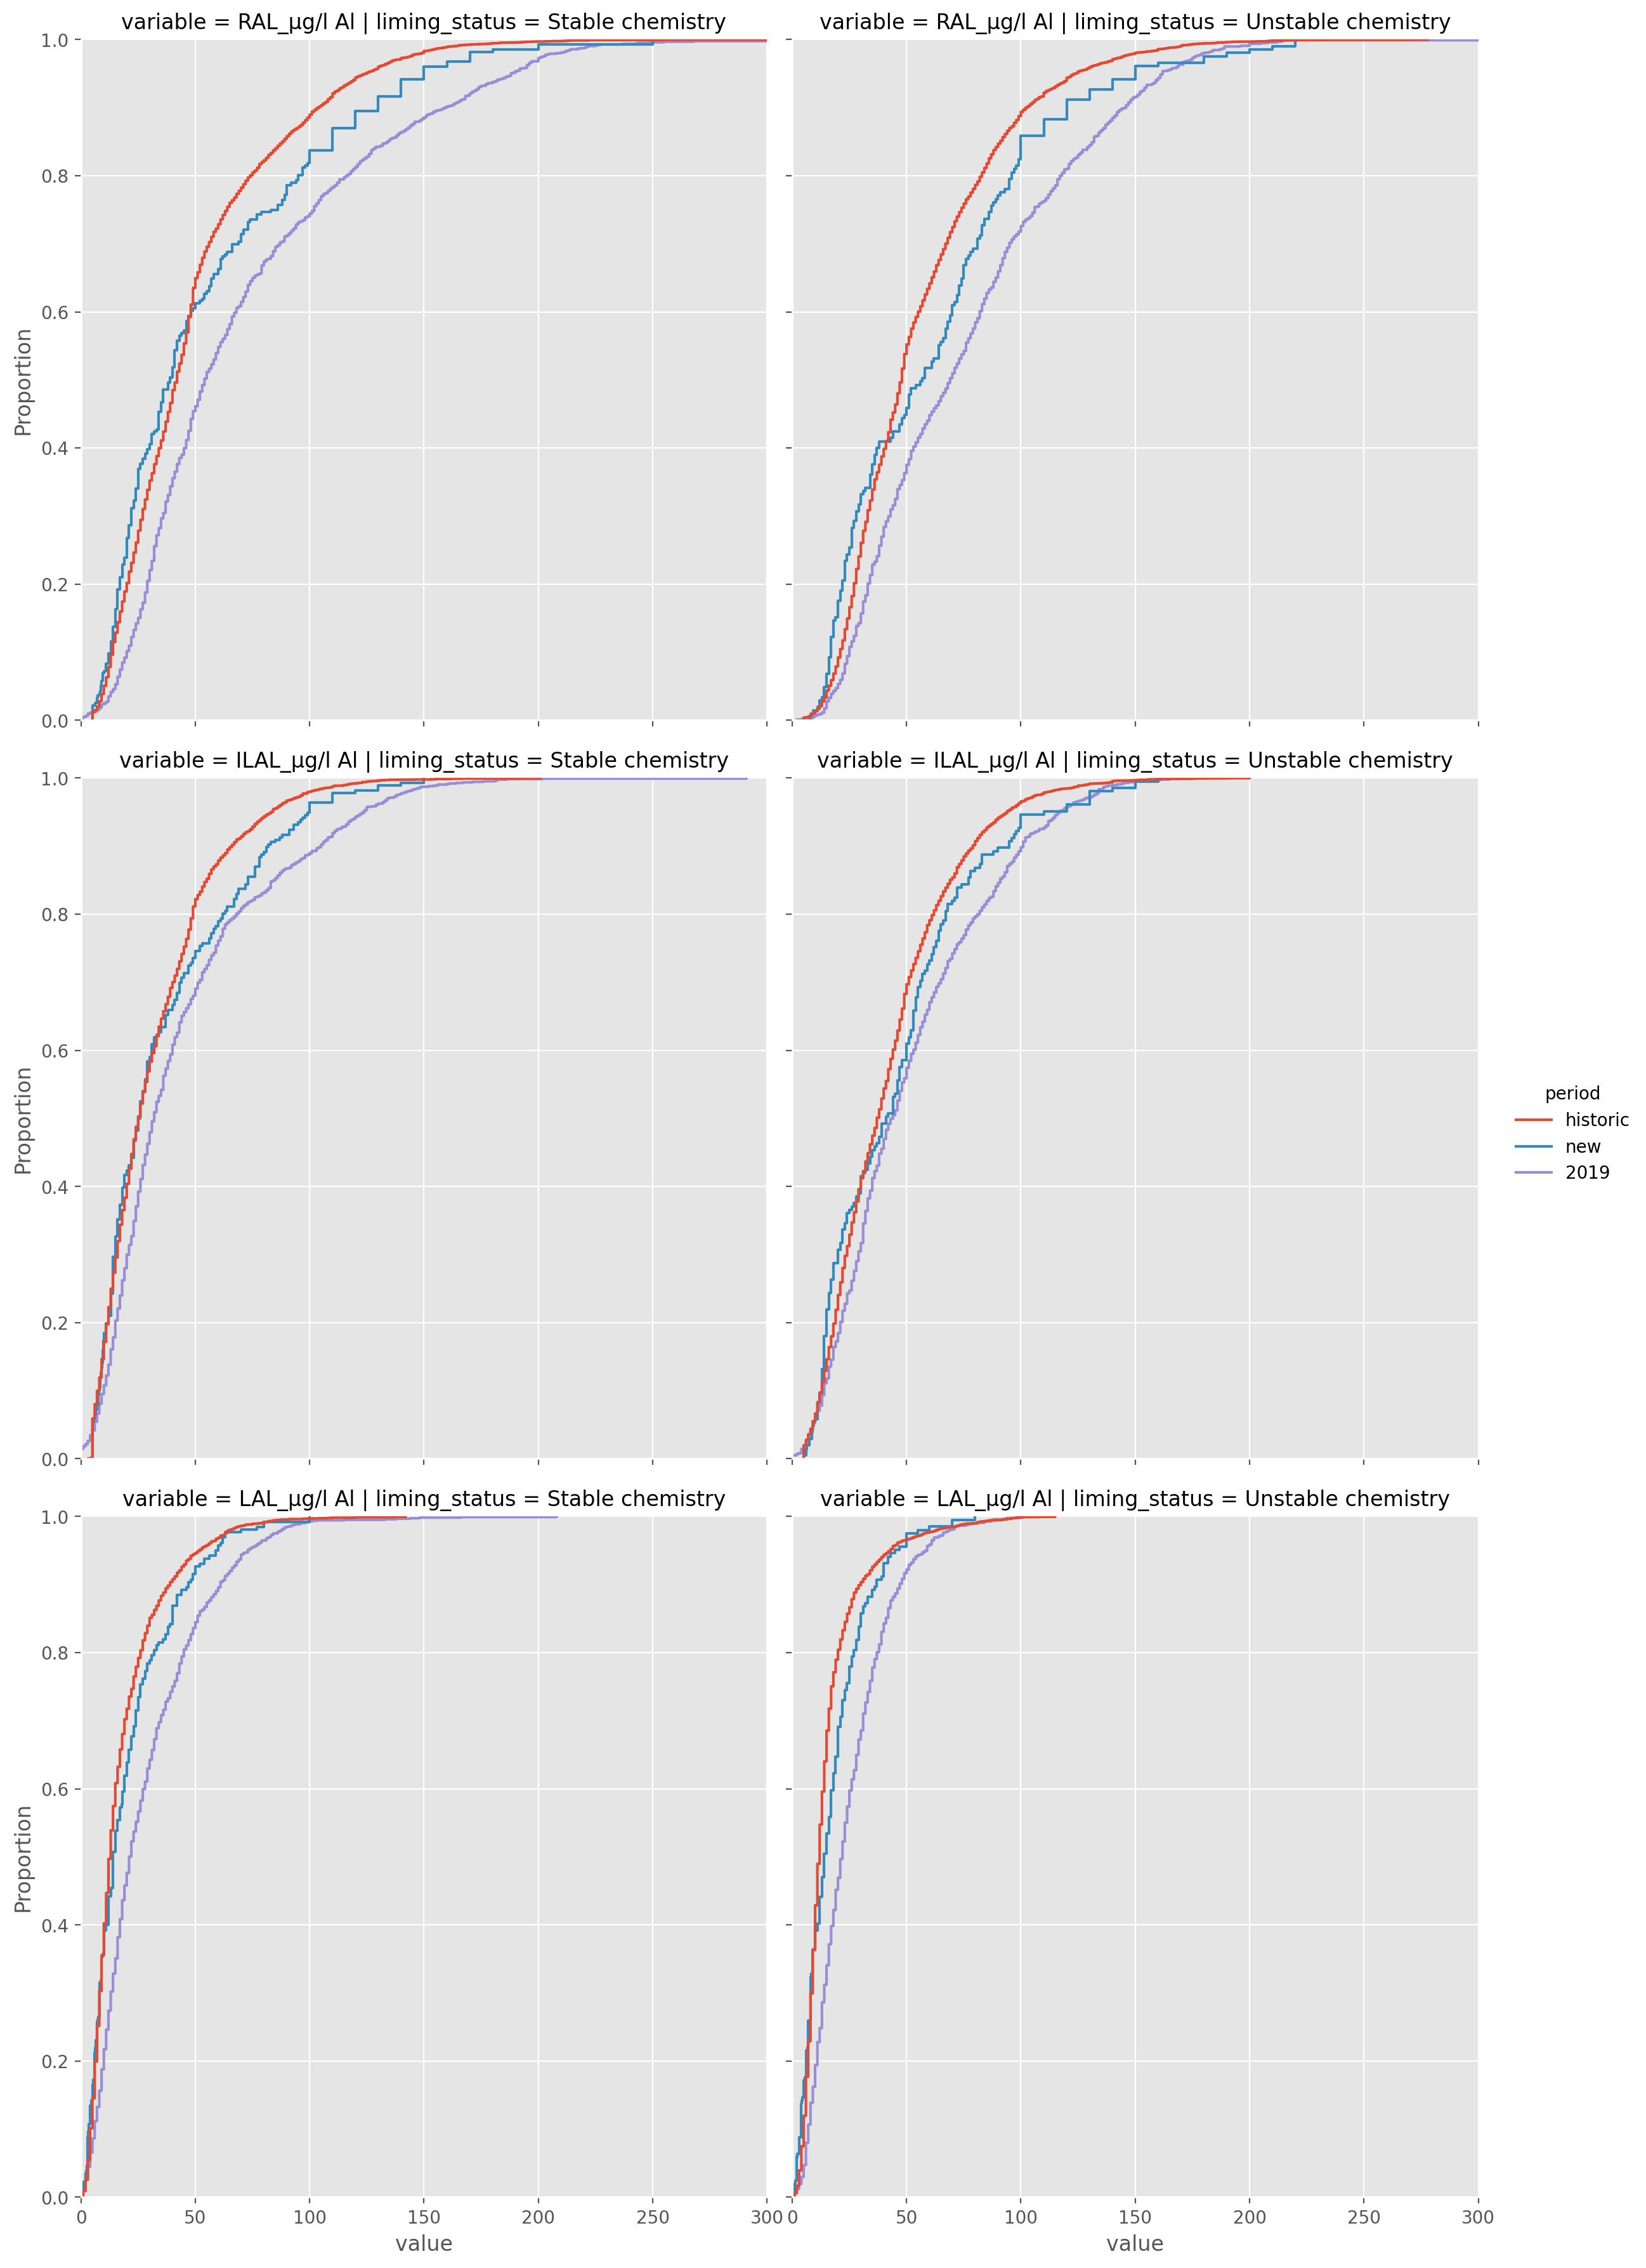 variable = RAL_µg/l Al | liming_status = Stable chemistry
variable = RAL_µg/l Al | liming_status = Unstable chemistry
1.0
0.8
0.6
0.4
0.2
0.0
Proportion
variable = ILAL_µg/l Al | liming_status = Stable chemistry
variable = ILAL_µg/l Al | liming_status = Unstable chemistry
1.0
0.8
0.6
0.4
0.2
0.0
Proportion
period
historic
new
2019
variable = LAL_µg/l Al | liming_status = Stable chemistry
variable = LAL_µg/l Al | liming_status = Unstable chemistry
1.0
0.8
0.6
0.4
0.2
0.0
Proportion
0 50 100 150 200 250 300
0 50 100 150 200 250 300
value
value